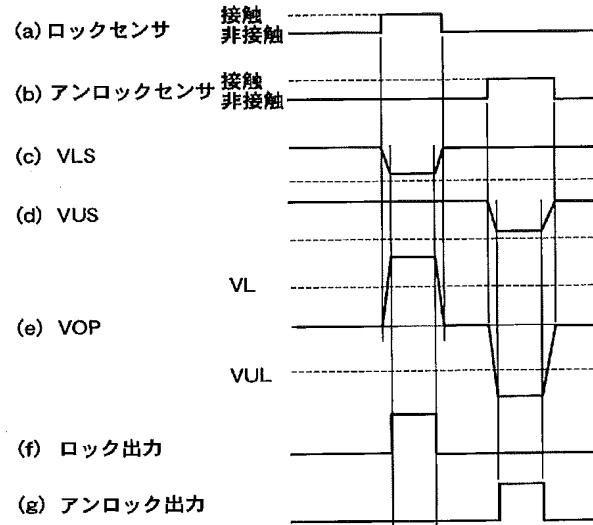 (a) ロックセンサ 接触
非接触
(b) アンロックセンサ 接触
非接触
(c) VLS
(d) VUS
VL
(e) VOP
VUL
(f) ロック出力
(g) アンロック出力